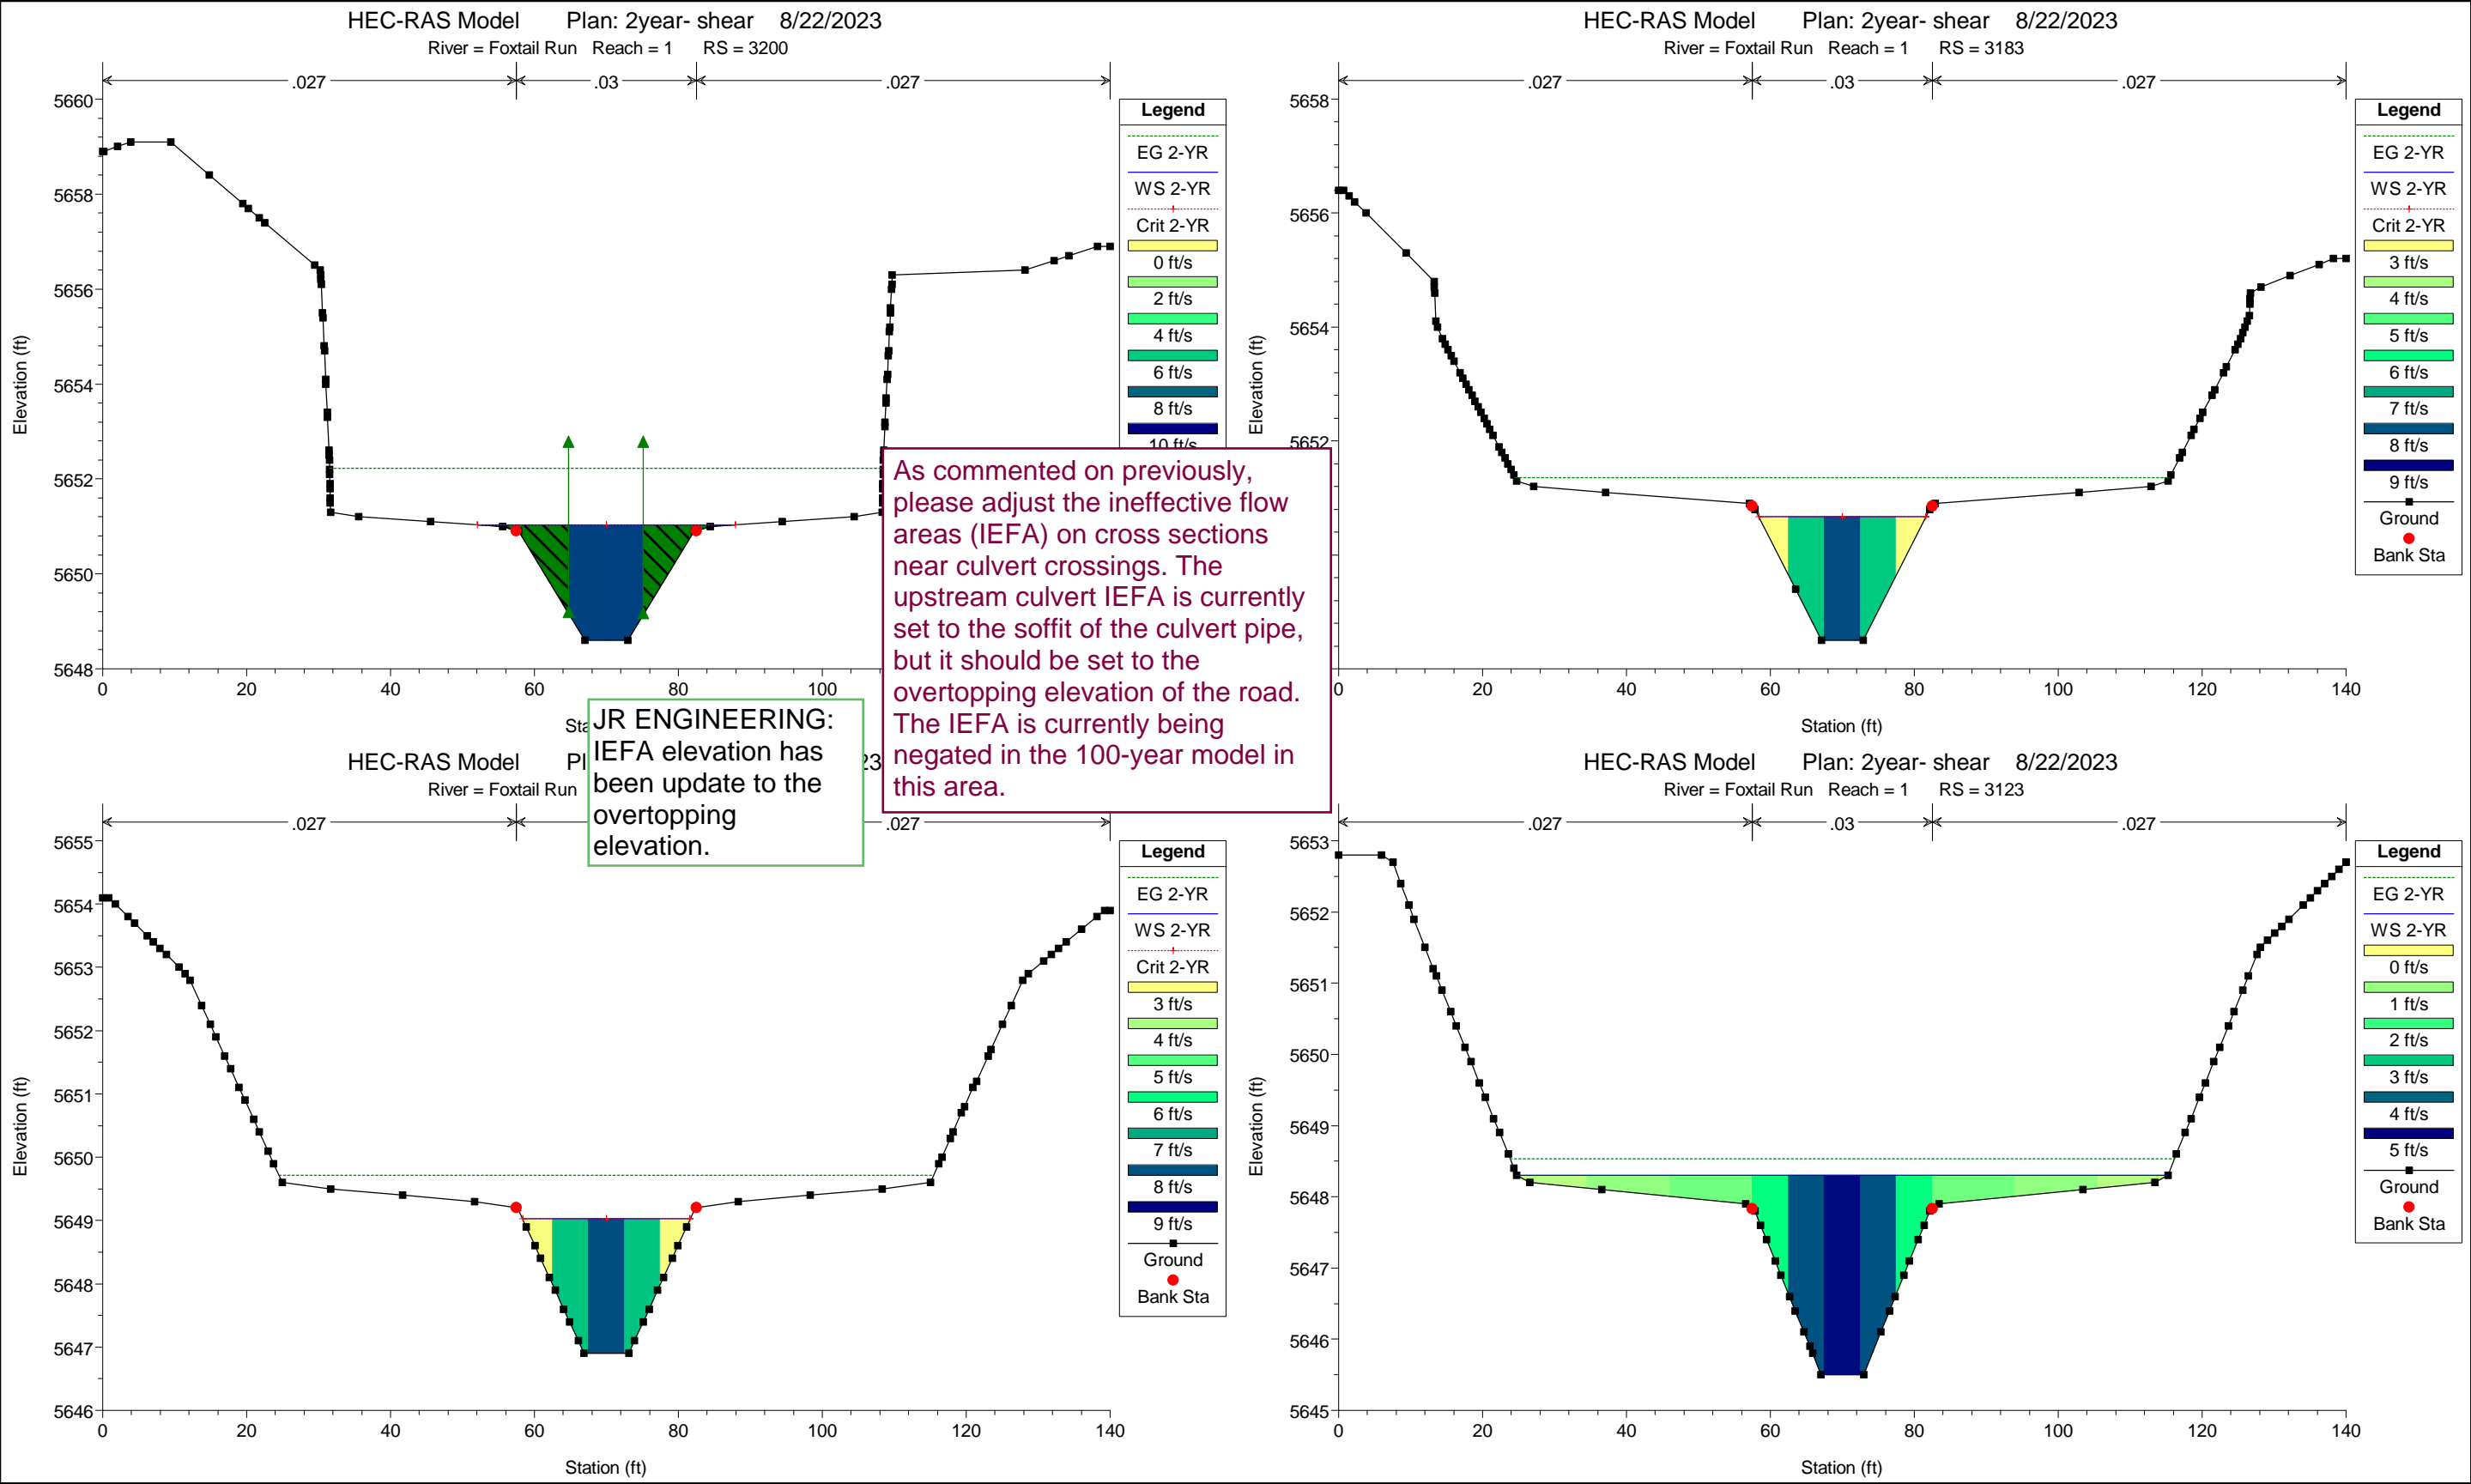 HEC-RAS Model Plan: 2year- shear 8/22/2023
River = Foxtail Run Reach = 1 RS = 3200
.027 .03 .027
5660
5658
5656
5654
5652
5650
5648
Elevation (ft)
0 20 40 60 80 100
Sta
Legend
EG 2-YR
WS 2-YR
Crit 2-YR
0 ft/s
2 ft/s
4 ft/s
6 ft/s
8 ft/s
10 ft/s
HEC-RAS Model Plan: 2year- shear 8/22/2023
River = Foxtail Run Reach = 1 RS = 3183
.027 .03 .027
5658
5656
5654
5652
Elevation (ft)
0 20 40 60 80 100 120 140
Station (ft)
Legend
EG 2-YR
WS 2-YR
Crit 2-YR
3 ft/s
4 ft/s
5 ft/s
6 ft/s
7 ft/s
8 ft/s
9 ft/s
Ground
Bank Sta
As commented on previously,
please adjust the ineffective flow
areas (IEFA) on cross sections
near culvert crossings. The
upstream culvert IEFA is currently
set to the soffit of the culvert pipe,
but it should be set to the
overtopping elevation of the road.
The IEFA is currently being
negated in the 100-year model in
this area.
JR ENGINEERING:
IEFA elevation has
been update to the
overtopping
elevation.
HEC-RAS Model Pl 23
River = Foxtail Run
.027 .027
5655
5654
5653
5652
5651
5650
5649
5648
5647
5646
Elevation (ft)
0 20 40 60 80 100 120 140
Station (ft)
Legend
EG 2-YR
WS 2-YR
Crit 2-YR
3 ft/s
4 ft/s
5 ft/s
6 ft/s
7 ft/s
8 ft/s
9 ft/s
Ground
Bank Sta
HEC-RAS Model Plan: 2year- shear 8/22/2023
River = Foxtail Run Reach = 1 RS = 3123
.027 .03 .027
5653
5652
5651
5650
5649
5648
5647
5646
5645
Elevation (ft)
0 20 40 60 80 100 120 140
Station (ft)
Legend
EG 2-YR
WS 2-YR
0 ft/s
1 ft/s
2 ft/s
3 ft/s
4 ft/s
5 ft/s
Ground
Bank Sta